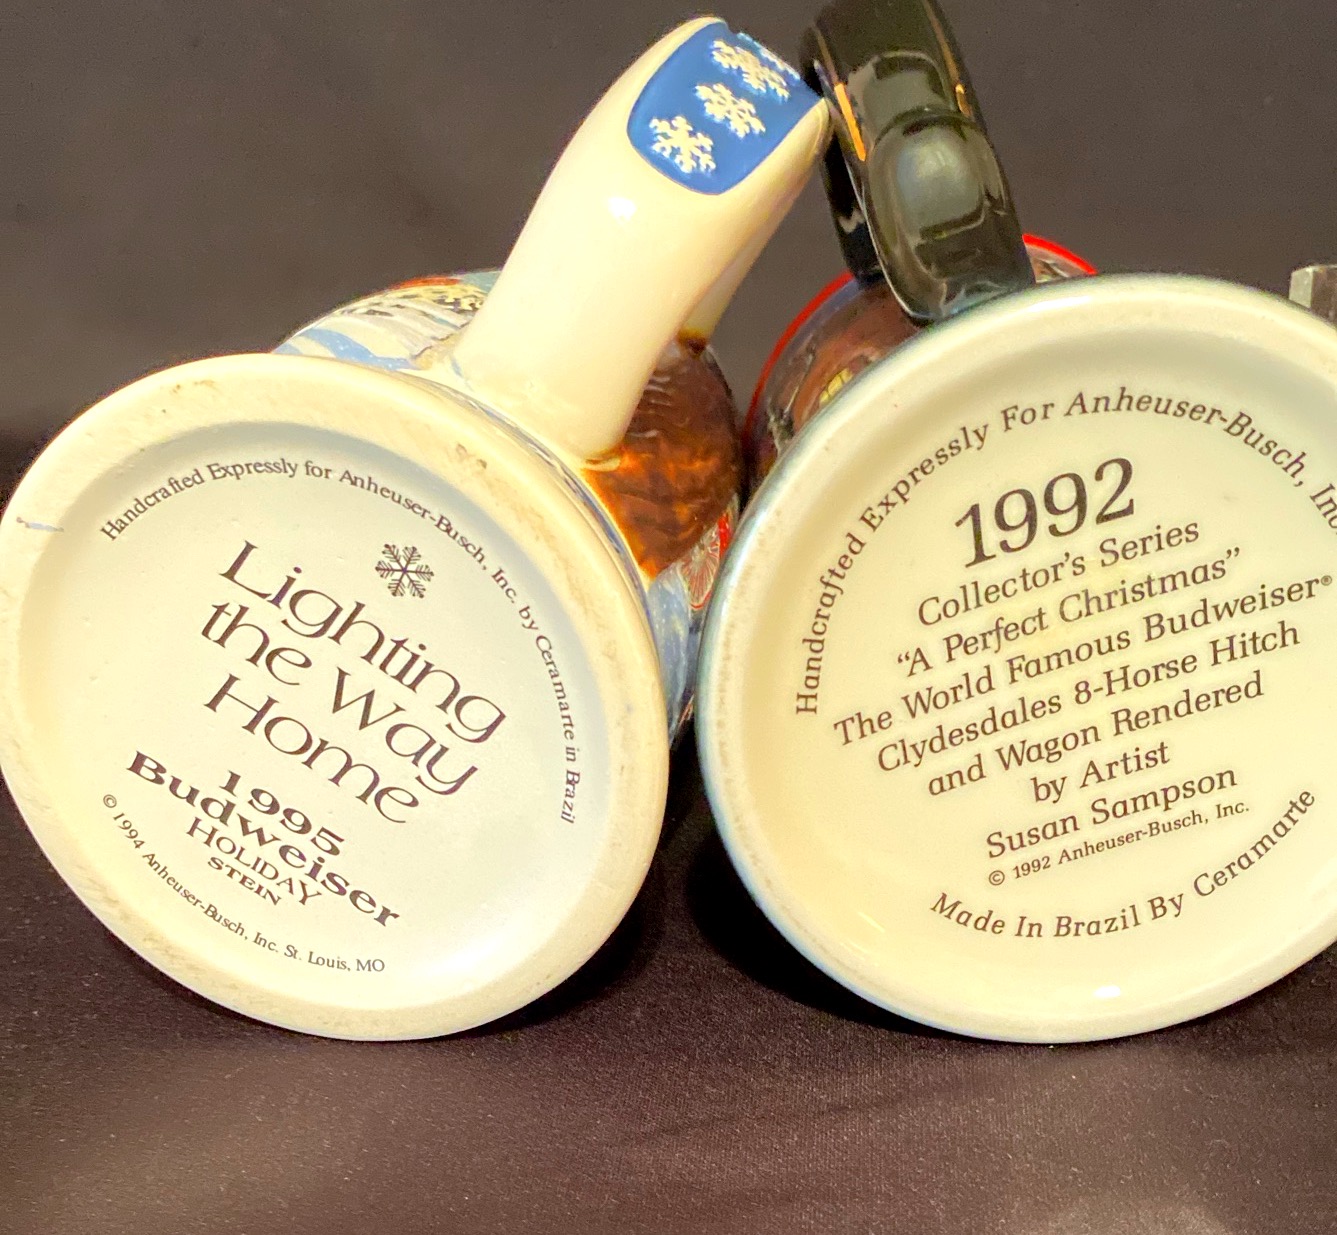 Handcrafted Expressly for Anheuser-Busch, Inc. by Ceramarte in Brazil
Lighting
the Way
Home
1995
Budweiser
HOLIDAY
STEIN
© 1994 Anheuser-Busch, Inc. St. Louis, MO
Handcrafted Expressly For Anheuser-Busch, Inc.
1992
Collector's Series
“A Perfect Christmas”
The World Famous Budweiser®
Clydesdales 8-Horse Hitch
and Wagon Rendered
by Artist
Susan Sampson
© 1992 Anheuser-Busch, Inc.
Made In Brazil By Ceramarte